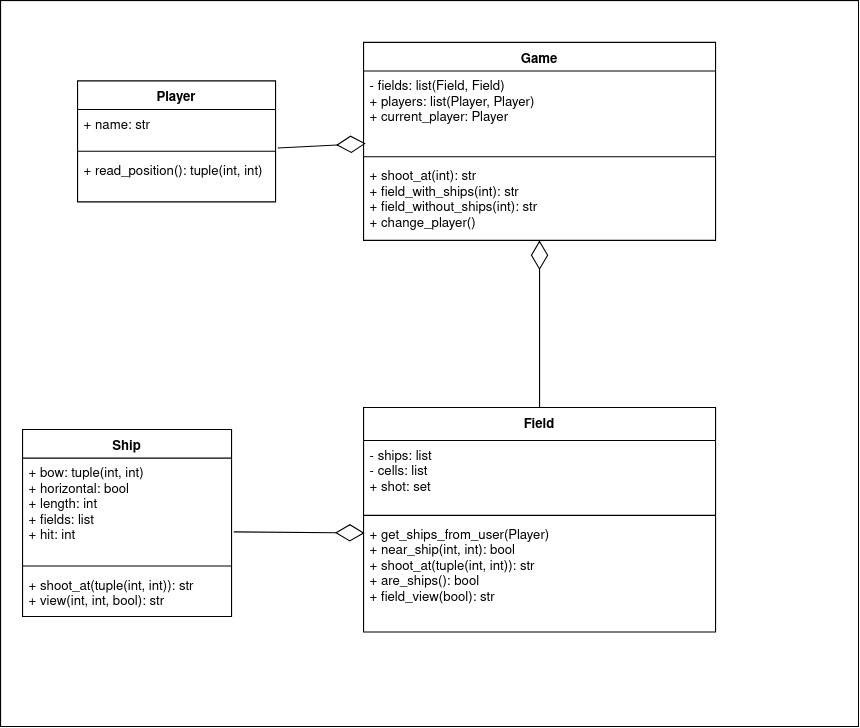 Player
+ name: str
+ read_position(): tuple(int, int)
Game
- fields: list(Field, Field)
+ players: list(Player, Player)
+ current_player: Player
+ shoot_at(int): str
+ field_with_ships(int): str
+ field_without_ships(int): str
+ change_player()
Ship
+ bow: tuple(int, int)
+ horizontal: bool
+ length: int
+ fields: list
+ hit: int
+ shoot_at(tuple(int, int)): str
+ view(int, int, bool): str
Field
- ships: list
- cells: list
+ shot: set
+ get_ships_from_user(Player)
+ near_ship(int, int): bool
+ shoot_at(tuple(int, int)): str
+ are_ships(): bool
+ field_view(bool): str